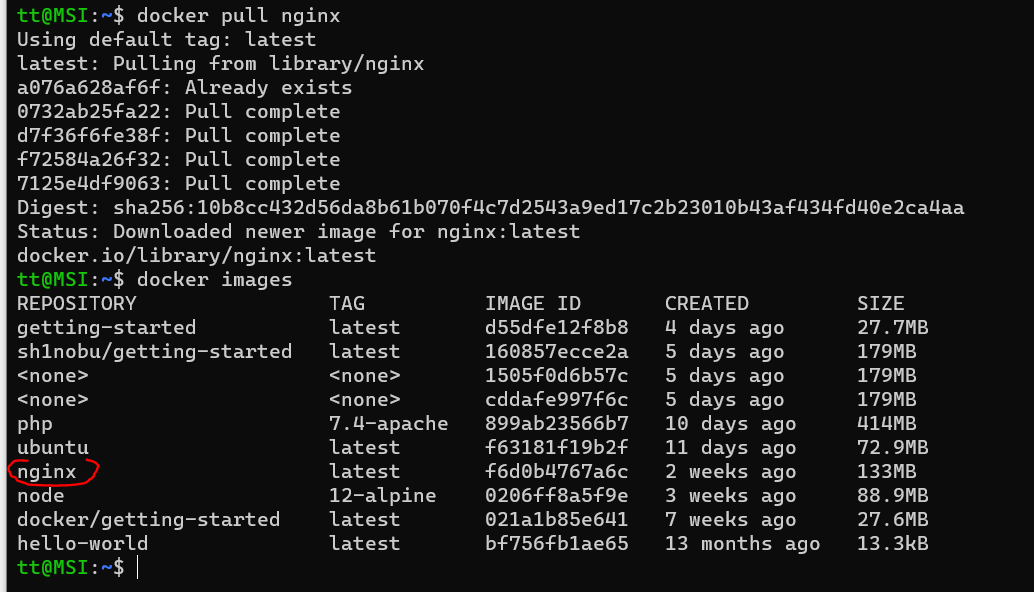 tt@MSI:~$ docker pull nginx
Using default tag: latest
latest: Pulling from library/nginx
a076a628af6f: Already exists
0732ab25fa22: Pull complete
d7f36f6fe38f: Pull complete
f72584a26f32: Pull complete
7125e4df9063: Pull complete
Digest: sha256:10b8cc432d56da8b61b070f4c7d2543a9ed17c2b23010b43af434fd40e2ca4aa
Status: Downloaded newer image for nginx:latest
docker.io/library/nginx:latest
tt@MSI:~$ docker images
REPOSITORY                TAG          IMAGE ID       CREATED         SIZE
getting-started           latest       d55dfe12f8b8   4 days ago      27.7MB
sh1nobu/getting-started   latest       160857ecce2a   5 days ago      179MB
<none>                    <none>       1505f0d6b57c   5 days ago      179MB
<none>                    <none>       cddafe997f6c   5 days ago      179MB
php                       7.4-apache   899ab23566b7   10 days ago     414MB
ubuntu                    latest       f63181f19b2f   11 days ago     72.9MB
nginx                     latest       f6d0b4767a6c   2 weeks ago     133MB
node                      12-alpine    0206ff8a5f9e   3 weeks ago     88.9MB
docker/getting-started    latest       021a1b85e641   7 weeks ago     27.6MB
hello-world               latest       bf756fb1ae65   13 months ago   13.3kB
tt@MSI:~$